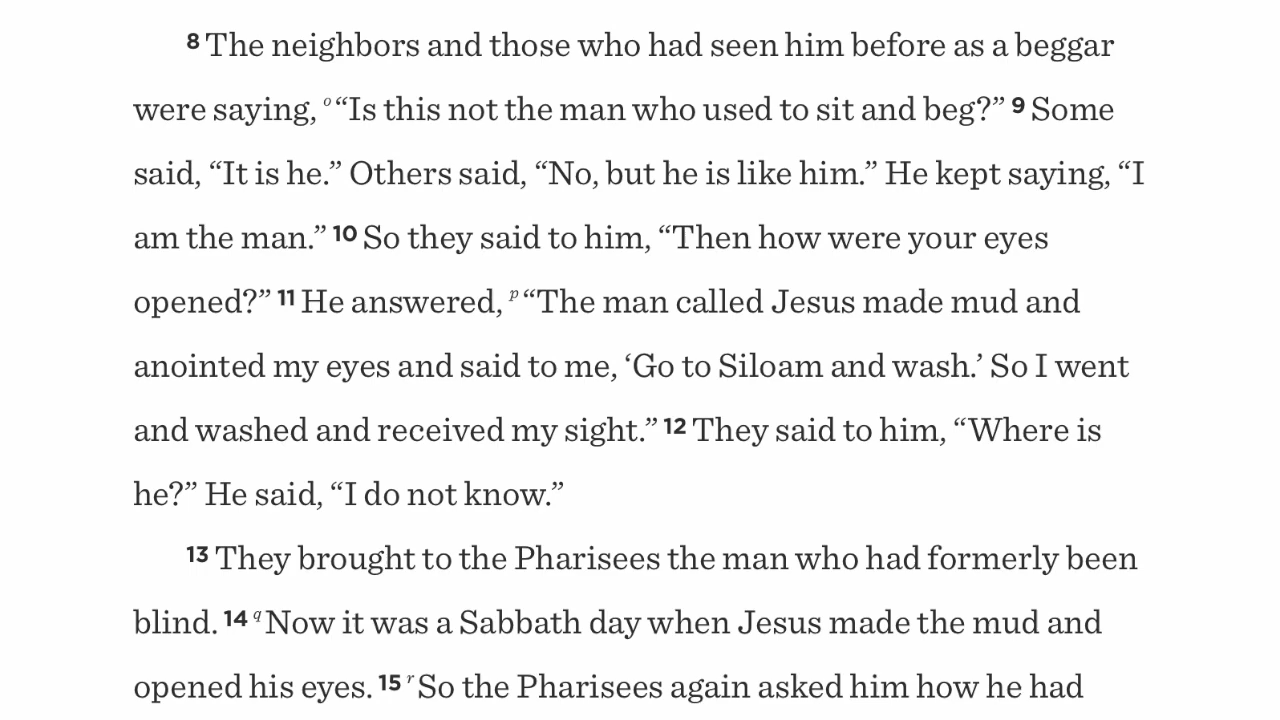 8 The neighbors and those who had seen him before as a beggar
were saying, o “Is this not the man who used to sit and beg?” 9 Some
said, “It is he.” Others said, “No, but he is like him.” He kept saying, “I
am the man.” 10 So they said to him, “Then how were your eyes
opened?” 11 He answered, p “The man called Jesus made mud and
anointed my eyes and said to me, ‘Go to Siloam and wash.’ So I went
and washed and received my sight.” 12 They said to him, “Where is
he?” He said, “I do not know.”
13 They brought to the Pharisees the man who had formerly been
blind. 14 q Now it was a Sabbath day when Jesus made the mud and
opened his eyes. 15 r So the Pharisees again asked him how he had